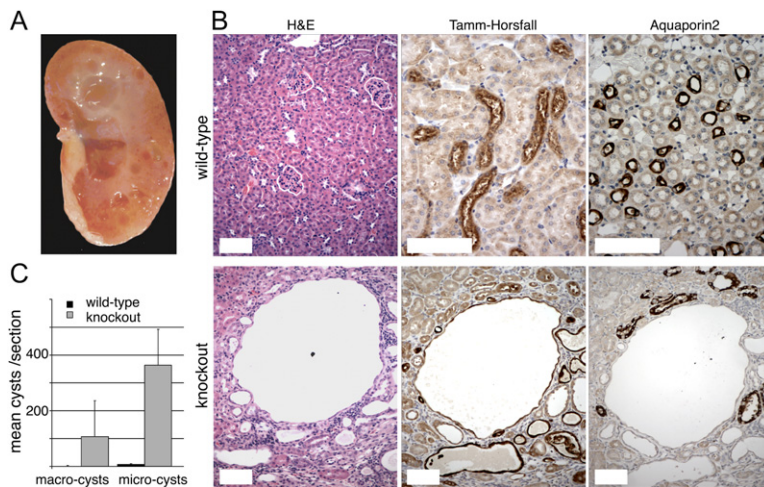 A
B
H&E
Tamm-Horsfall
Aquaporin2
wild-type
knockout
C
wild-type
knockout
mean cysts /section
400
200
macro-cysts
micro-cysts